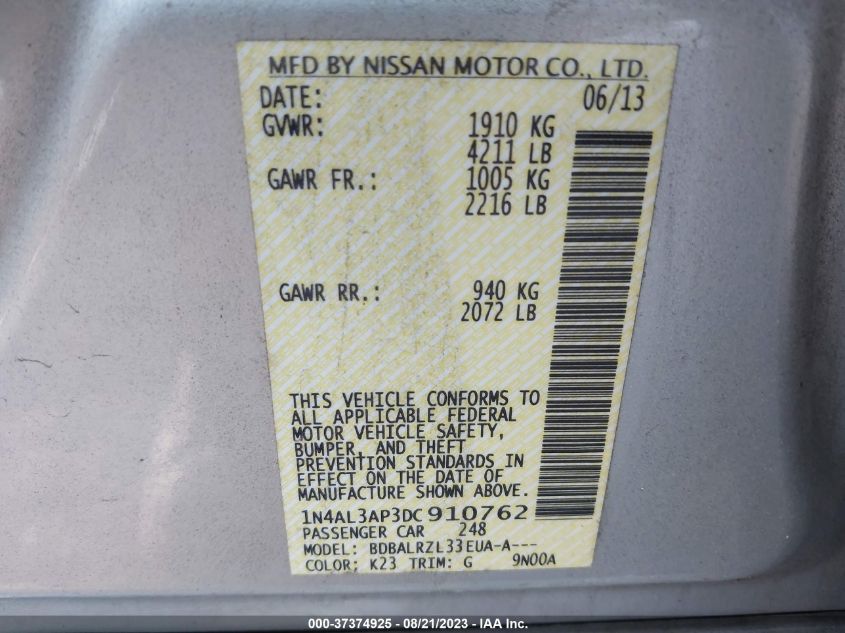 MFD BY NISSAN MOTOR CO., LTD.
DATE: 06/13
GVWR: 1910 KG
4211 LB
GAWR FR.: 1005 KG
2216 LB
GAWR RR.: 940 KG
2072 LB
THIS VEHICLE CONFORMS TO
ALL APPLICABLE FEDERAL
MOTOR VEHICLE SAFETY,
BUMPER, AND THEFT
PREVENTION STANDARDS IN
EFFECT ON THE DATE OF
MANUFACTURE SHOWN ABOVE.
1N4AL3AP3DC910762
PASSENGER CAR 248
MODEL: BDBALRZL33EUA-A---
COLOR: K23 TRIM: G 9N00A
000-37374925 - 08/21/2023 - IAA Inc.